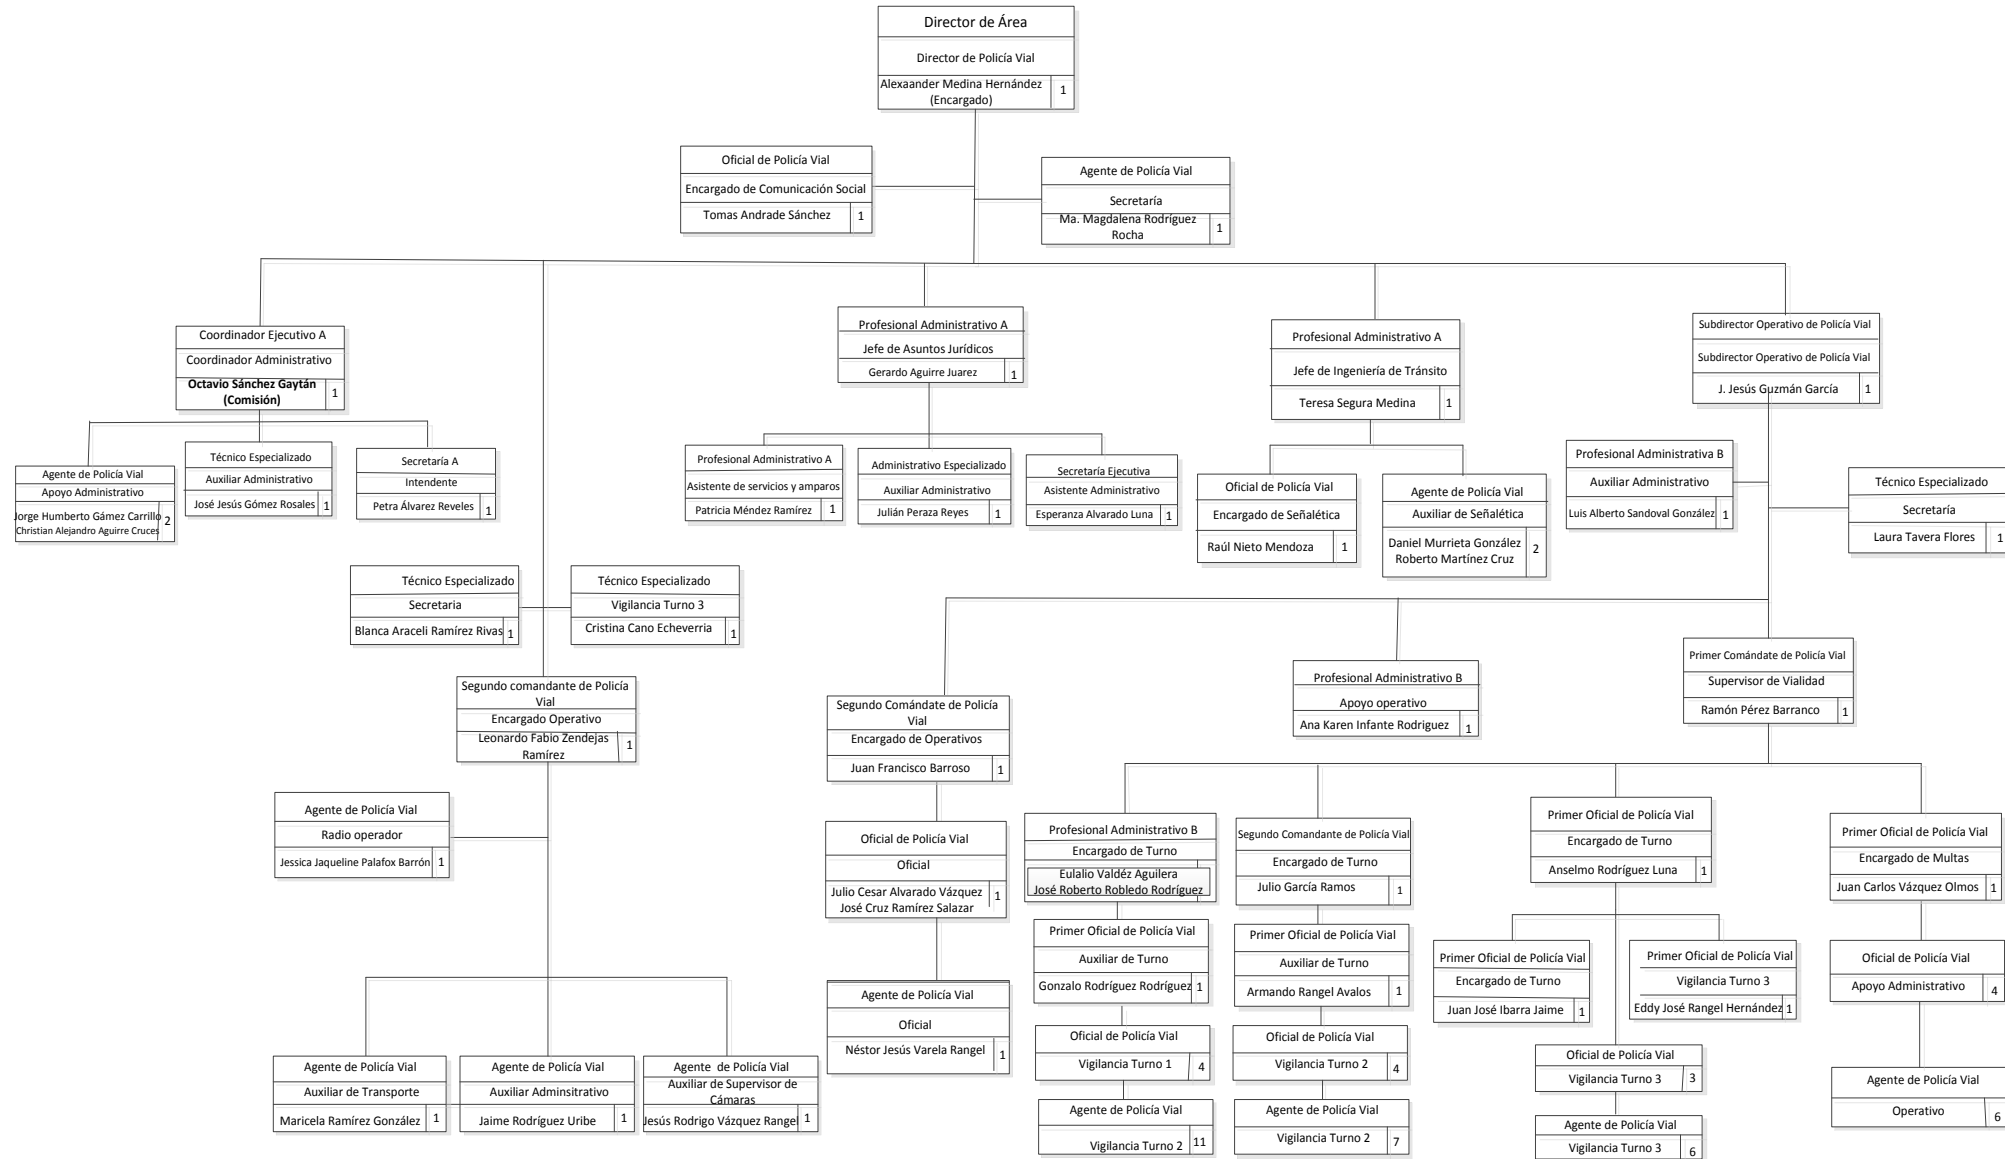 Director de Área
Director de Policía Vial
Alexaander Medina Hernández
(Encargado)
1
Oficial de Policía Vial
Encargado de Comunicación Social
Tomas Andrade Sánchez
1
Agente de Policía Vial
Secretaría
Ma. Magdalena Rodríguez
Rocha
1
Coordinador Ejecutivo A
Coordinador Administrativo
Octavio Sánchez Gaytán
(Comisión)
1
Profesional Administrativo A
Jefe de Asuntos Jurídicos
Gerardo Aguirre Juarez
1
Profesional Administrativo A
Jefe de Ingeniería de Tránsito
Teresa Segura Medina
1
Subdirector Operativo de Policía Vial
Subdirector Operativo de Policía Vial
J. Jesús Guzmán García
1
Agente de Policía Vial
Apoyo Administrativo
Jorge Humberto Gámez Carrillo
Christian Alejandro Aguirre Cruces
2
Técnico Especializado
Auxiliar Administrativo
José Jesús Gómez Rosales
1
Secretaría A
Intendente
Petra Álvarez Reveles
1
Profesional Administrativo A
Asistente de servicios y amparos
Patricia Méndez Ramírez
1
Administrativo Especializado
Auxiliar Administrativo
Julián Peraza Reyes
1
Secretaría Ejecutiva
Asistente Administrativo
Esperanza Alvarado Luna
1
Oficial de Policía Vial
Encargado de Señalética
Raúl Nieto Mendoza
1
Agente de Policía Vial
Auxiliar de Señalética
Daniel Murrieta González
Roberto Martínez Cruz
2
Profesional Administrativa B
Auxiliar Administrativo
Luis Alberto Sandoval González
1
Técnico Especializado
Secretaría
Laura Tavera Flores
1
Técnico Especializado
Secretaria
Blanca Araceli Ramírez Rivas
1
Técnico Especializado
Vigilancia Turno 3
Cristina Cano Echeverria
1
Segundo comandante de Policía
Vial
Encargado Operativo
Leonardo Fabio Zendejas
Ramírez
1
Segundo Comándate de Policía
Vial
Encargado de Operativos
Juan Francisco Barroso
1
Profesional Administrativo B
Apoyo operativo
Ana Karen Infante Rodriguez
1
Primer Comándate de Policía Vial
Supervisor de Vialidad
Ramón Pérez Barranco
1
Agente de Policía Vial
Radio operador
Jessica Jaqueline Palafox Barrón
1
Oficial de Policía Vial
Oficial
Julio Cesar Alvarado Vázquez
José Cruz Ramírez Salazar
1
Profesional Administrativo B
Encargado de Turno
Eulalio Valdéz Aguilera
José Roberto Robledo Rodríguez
Segundo Comandante de Policía Vial
Encargado de Turno
Julio García Ramos
1
Primer Oficial de Policía Vial
Encargado de Turno
Anselmo Rodríguez Luna
1
Primer Oficial de Policía Vial
Encargado de Multas
Juan Carlos Vázquez Olmos
1
Primer Oficial de Policía Vial
Auxiliar de Turno
Gonzalo Rodríguez Rodríguez
1
Primer Oficial de Policía Vial
Auxiliar de Turno
Armando Rangel Avalos
1
Primer Oficial de Policía Vial
Encargado de Turno
Juan José Ibarra Jaime
1
Primer Oficial de Policía Vial
Vigilancia Turno 3
Eddy José Rangel Hernández
1
Oficial de Policía Vial
Apoyo Administrativo
4
Agente de Policía Vial
Oficial
Néstor Jesús Varela Rangel
1
Oficial de Policía Vial
Vigilancia Turno 1
4
Oficial de Policía Vial
Vigilancia Turno 2
4
Oficial de Policía Vial
Vigilancia Turno 3
3
Agente de Policía Vial
Operativo
6
Agente de Policía Vial
Auxiliar de Transporte
Maricela Ramírez González
1
Agente de Policía Vial
Auxiliar Adminsitrativo
Jaime Rodríguez Uribe
1
Agente de Policía Vial
Auxiliar de Supervisor de
Cámaras
Jesús Rodrigo Vázquez Rangel
1
Agente de Policía Vial
Vigilancia Turno 2
11
Agente de Policía Vial
Vigilancia Turno 2
7
Agente de Policía Vial
Vigilancia Turno 3
6